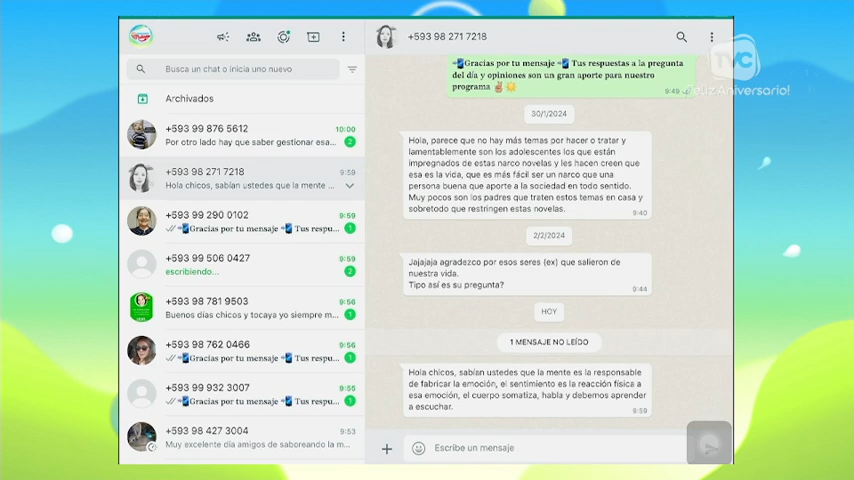 +593 98 271 7218
TVC
¡Feliz Aniversario!
Busca un chat o inicia uno nuevo
Archivados
+593 99 876 5612
10:00
Por otro lado hay que saber gestionar esa...
2
+593 98 271 7218
9:59
Hola chicos, sabían ustedes que la mente ...
+593 99 290 0102
9:59
Gracias por tu mensaje Tus respu...
1
+593 99 506 0427
9:59
escribiendo...
2
+593 98 781 9503
9:56
Buenos días chicos y tocaya yo siempre m...
1
+593 98 762 0466
9:56
Gracias por tu mensaje Tus respu...
1
+593 99 932 3007
9:55
Gracias por tu mensaje Tus respu...
1
+593 98 427 3004
9:53
Muy excelente día amigos de saboreando la m...
Gracias por tu mensaje Tus respuestas a la pregunta
del día y opiniones son un gran aporte para nuestro
programa
9:49
30/1/2024
Hola, parece que no hay más temas por hacer o tratar y
lamentablemente son los adolescentes los que están
impregnados de estas narco novelas y les hacen creen que
esa es la vida, que es más fácil ser un narco que una
persona buena que aporte a la sociedad en todo sentido.
Muy pocos son los padres que traten estos temas en casa y
sobretodo que restringen estas novelas.
9:40
2/2/2024
Jajajaja agradezco por esos seres (ex) que salieron de
nuestra vida.
Tipo así es su pregunta?
9:44
HOY
1 MENSAJE NO LEÍDO
Hola chicos, sabían ustedes que la mente es la responsable
de fabricar la emoción, el sentimiento es la reacción física a
esa emoción, el cuerpo somatiza, habla y debemos aprender
a escuchar.
9:59
Escribe un mensaje